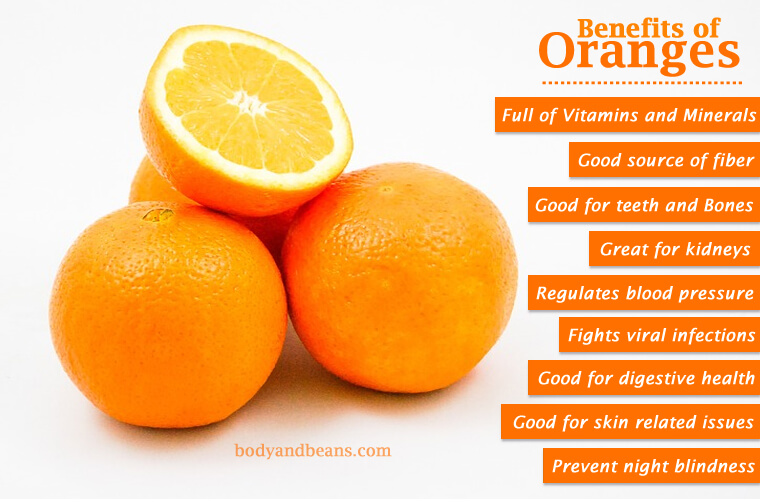 Benefits of
Oranges
Full of Vitamins and Minerals
Good source of fiber
Good for teeth and Bones
Great for kidneys
Regulates blood pressure
Fights viral infections
Good for digestive health
Good for skin related issues
Prevent night blindness
bodyandbeans.com